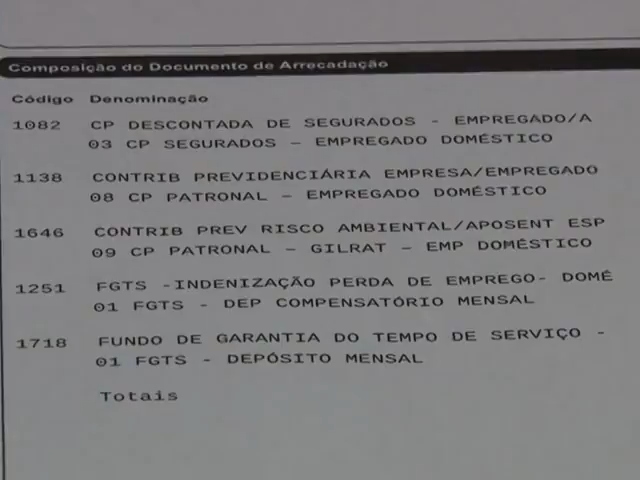 Composição do Documento de Arrecadação
Código Denominação
1082 CP DESCONTADA DE SEGURADOS - EMPREGADO/A
03 CP SEGURADOS – EMPREGADO DOMÉSTICO
1138 CONTRIB PREVIDENCIÁRIA EMPRESA/EMPREGADO
08 CP PATRONAL – EMPREGADO DOMÉSTICO
1646 CONTRIB PREV RISCO AMBIENTAL/APOSENT ESP
09 CP PATRONAL – GILRAT – EMP DOMÉSTICO
1251 FGTS -INDENIZAÇÃO PERDA DE EMPREGO- DOMÉ
01 FGTS - DEP COMPENSATÓRIO MENSAL
1718 FUNDO DE GARANTIA DO TEMPO DE SERVIÇO -
01 FGTS - DEPÓSITO MENSAL
Totais